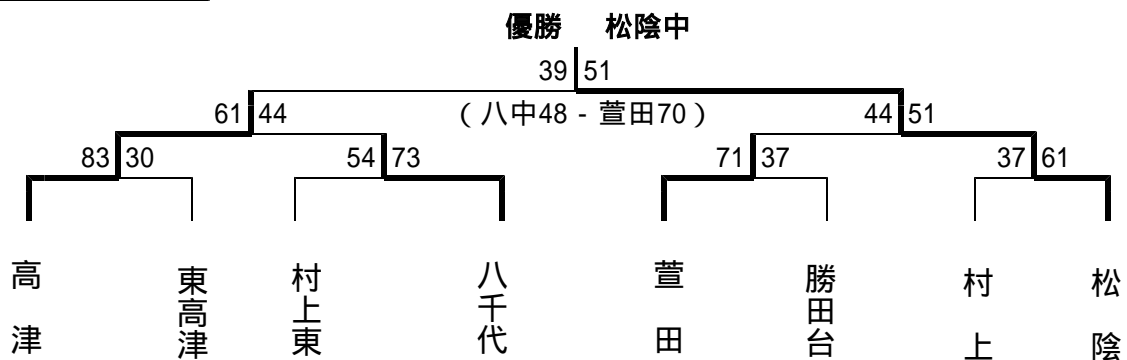 優勝 松陰中
39 51
61 44 （八中48 - 萱田70） 44 51
83 30 54 73 71 37 37 61
高津 東高津 村上東 八千代 萱田 勝田台 村上 松陰